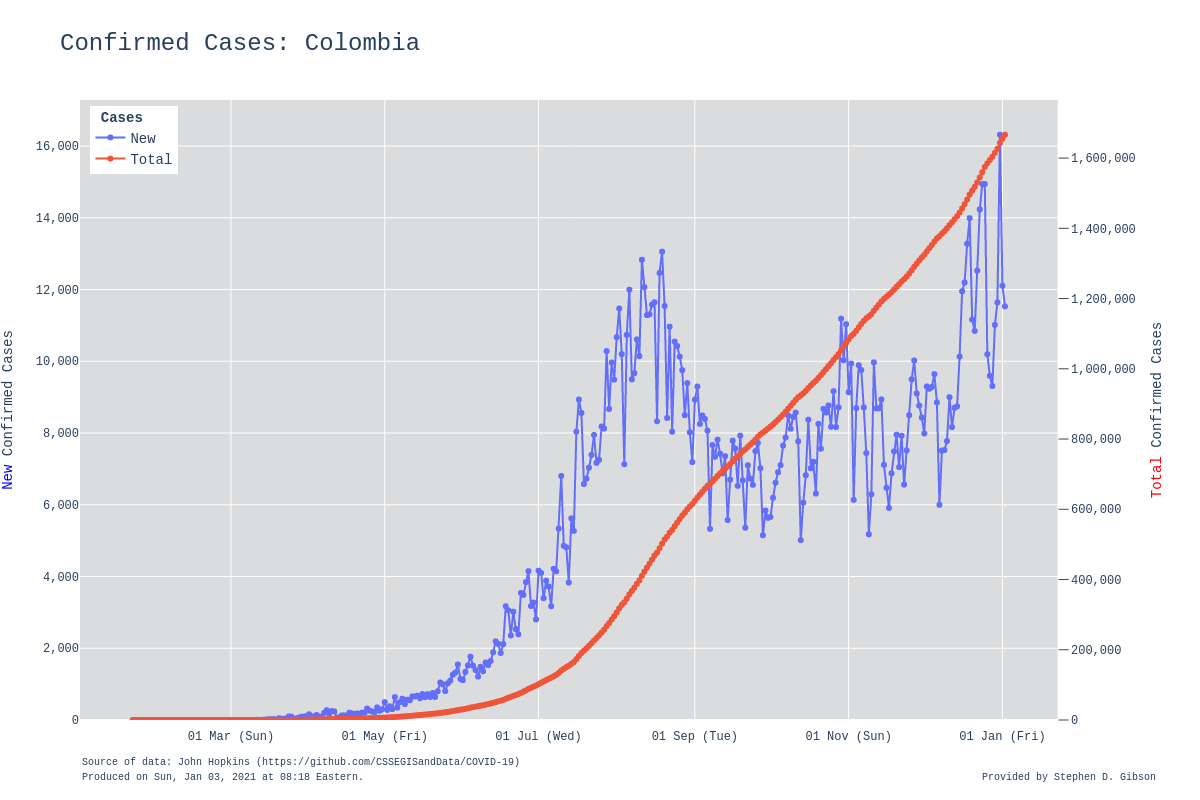 Confirmed Cases: Colombia
Cases
New
Total
16,000
14,000
12,000
10,000
8,000
6,000
4,000
2,000
0
New Confirmed Cases
1,600,000
1,400,000
1,200,000
1,000,000
800,000
600,000
400,000
200,000
0
Total Confirmed Cases
01 Mar (Sun) 01 May (Fri) 01 Jul (Wed) 01 Sep (Tue) 01 Nov (Sun) 01 Jan (Fri)
Source of data: John Hopkins (https://github.com/CSSEGISandData/COVID-19)
Produced on Sun, Jan 03, 2021 at 08:18 Eastern.
Provided by Stephen D. Gibson